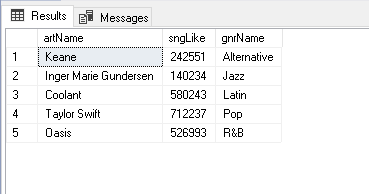 Results Messages
artName sngLike gnrName
1 Keane 242551 Alternative
2 Inger Marie Gundersen 140234 Jazz
3 Coolant 580243 Latin
4 Taylor Swift 712237 Pop
5 Oasis 526993 R&B